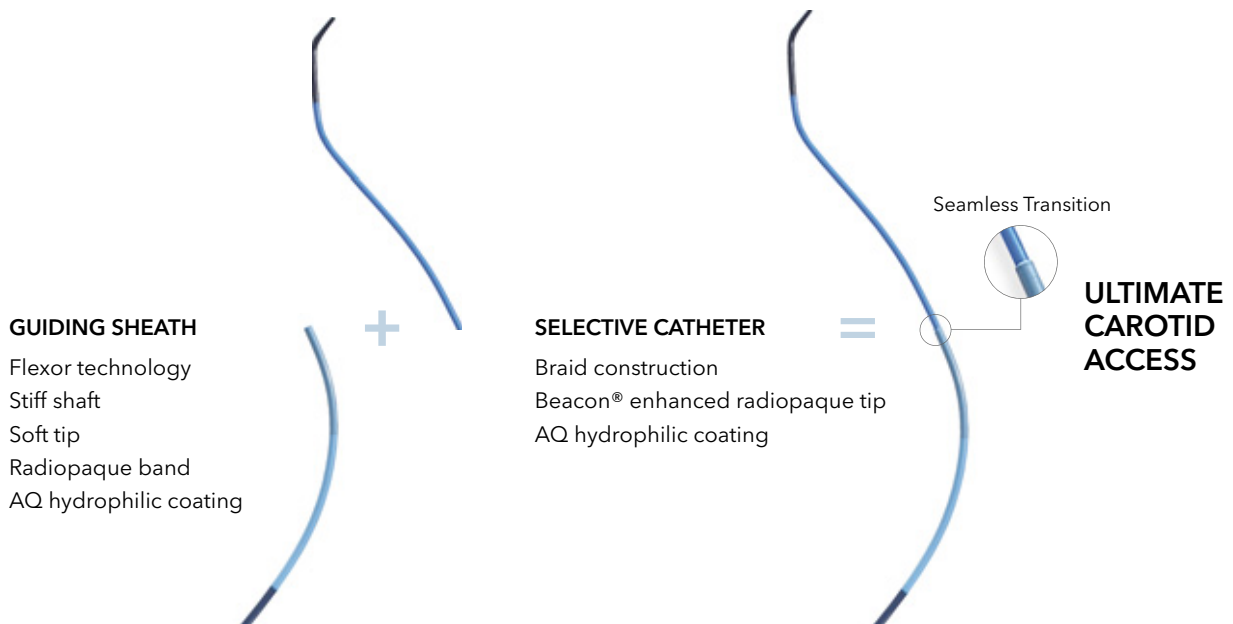 GUIDING SHEATH
Flexor technology
Stiff shaft
Soft tip
Radiopaque band
AQ hydrophilic coating
+
SELECTIVE CATHETER
Braid construction
Beacon® enhanced radiopaque tip
AQ hydrophilic coating
=
Seamless Transition
ULTIMATE
CAROTID
ACCESS